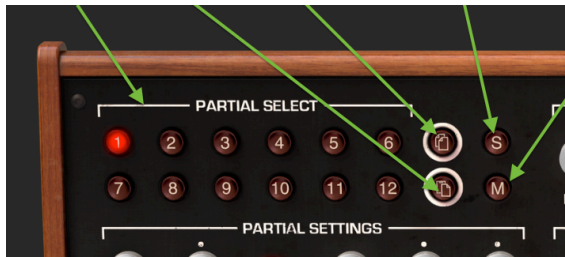 PARTIAL SELECT
1 2 3 4 5 6 S
7 8 9 10 11 12 M
PARTIAL SETTINGS